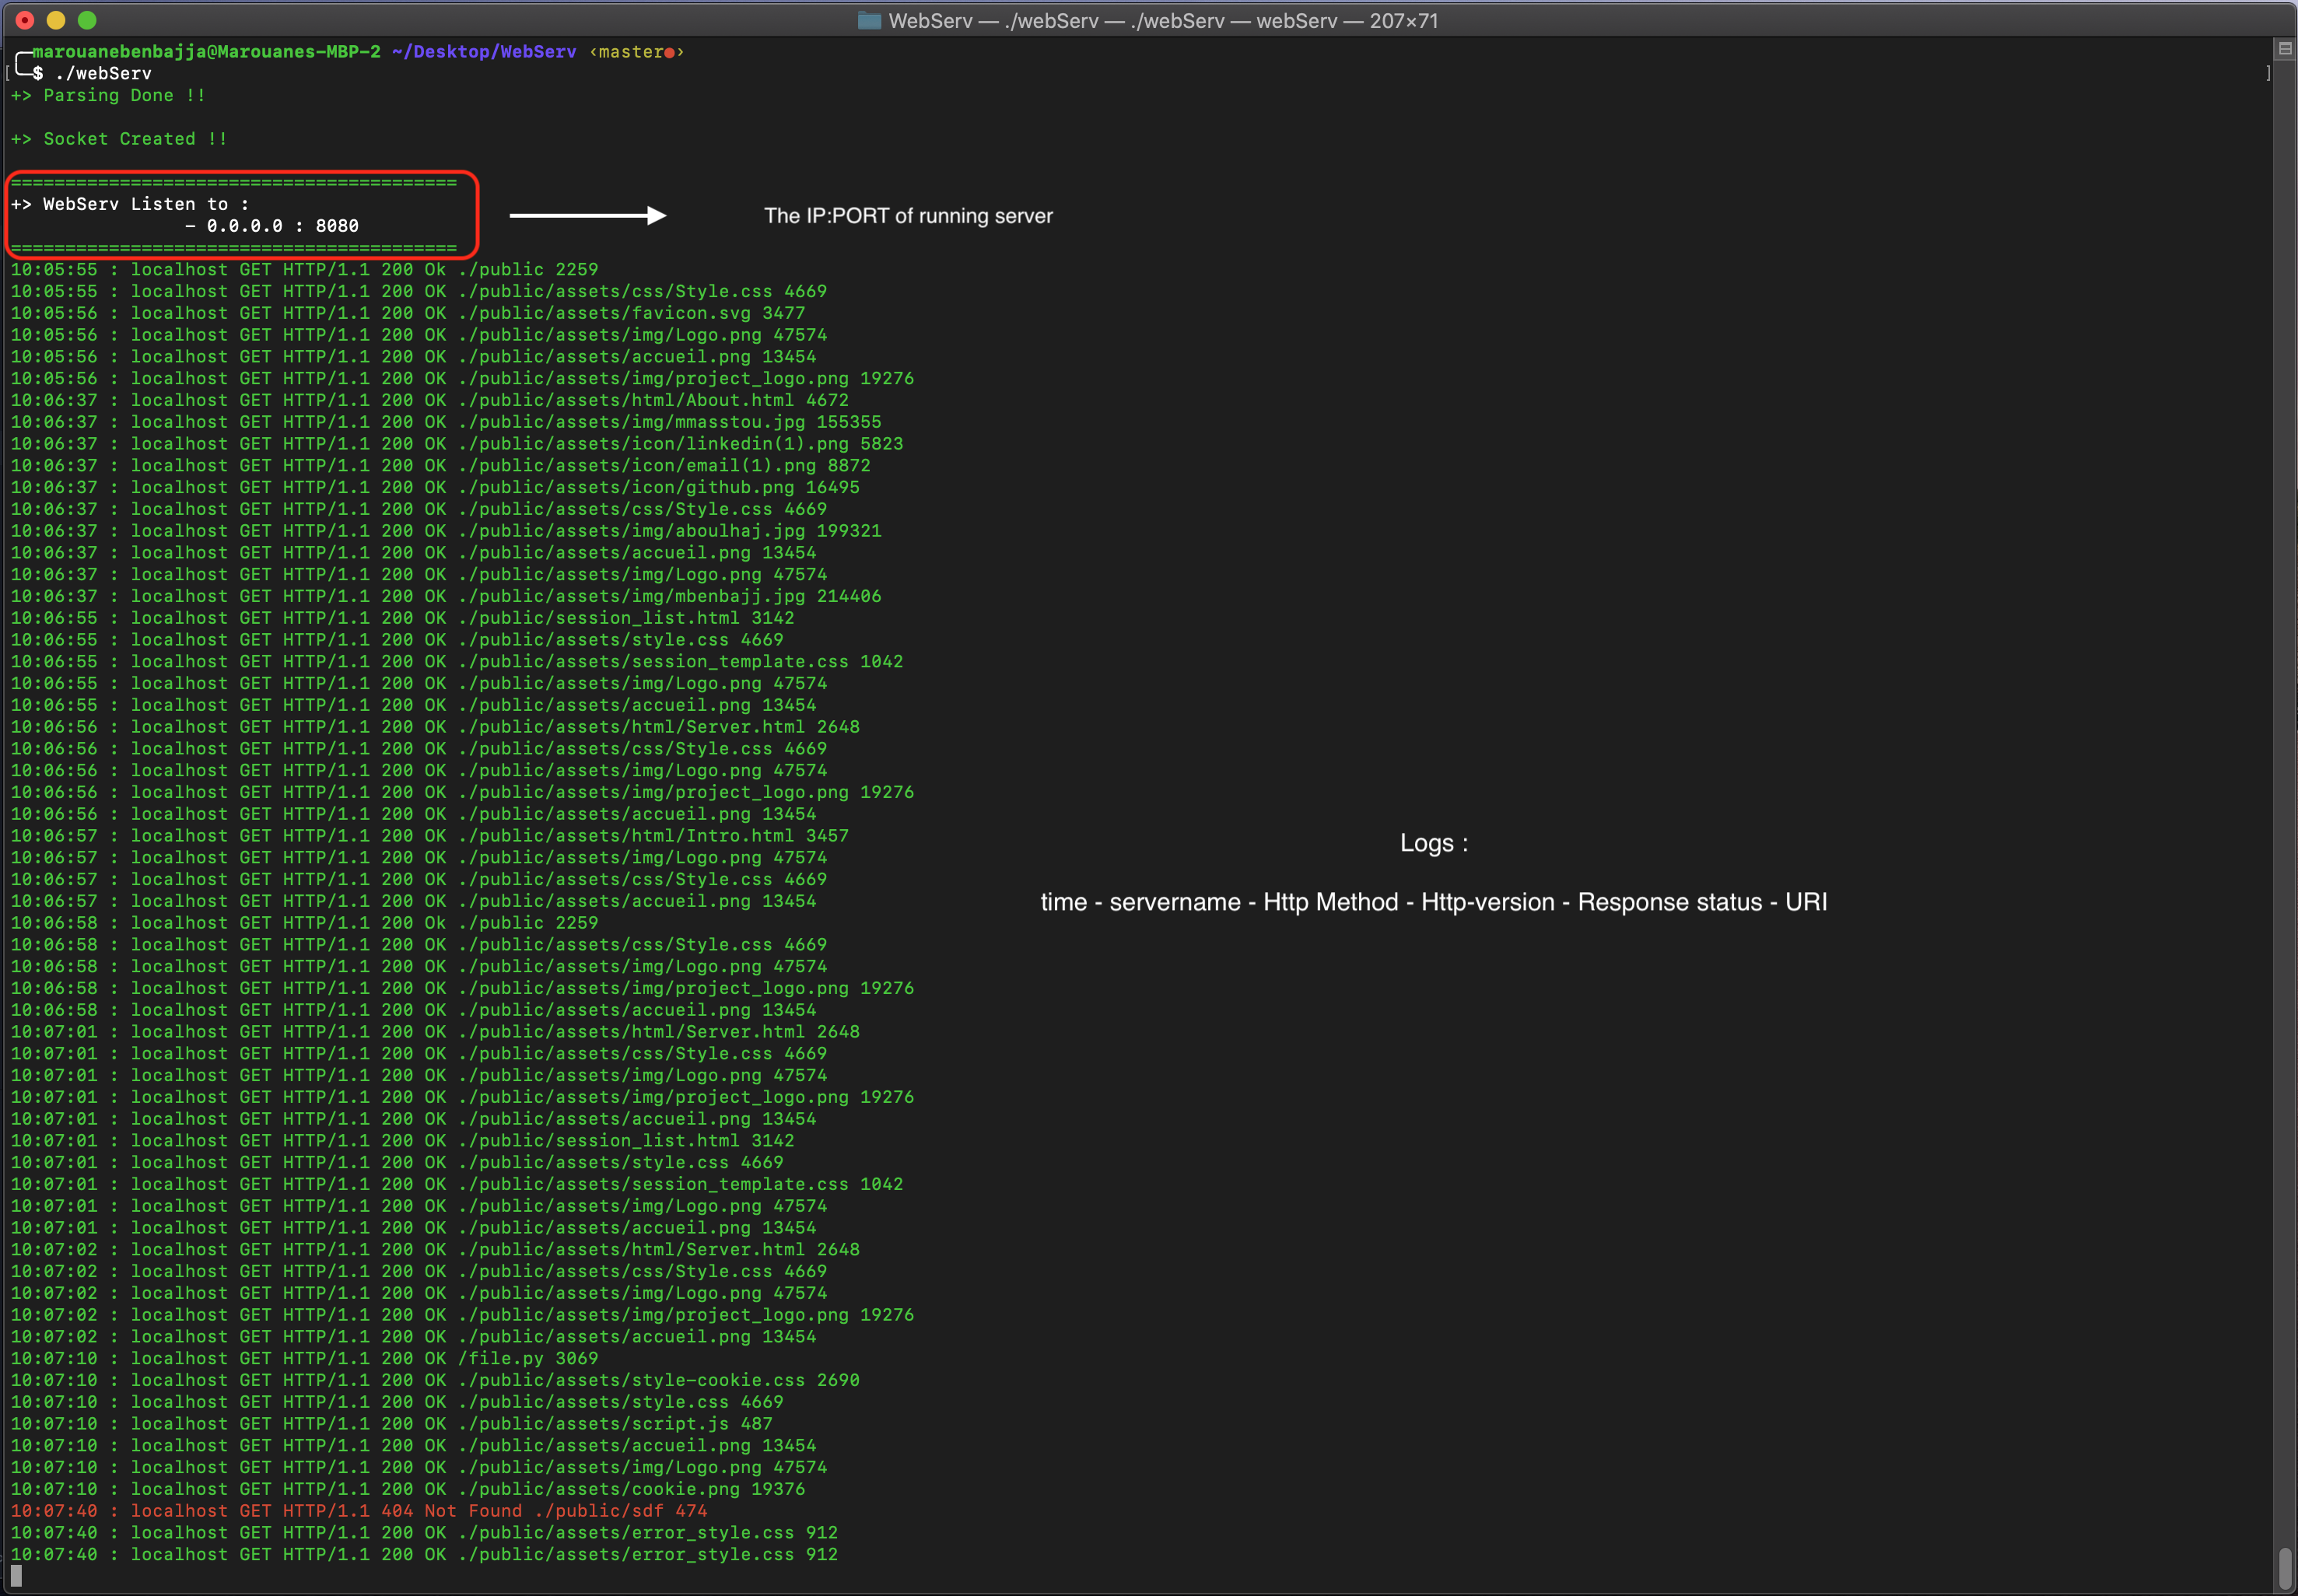 WebServ — ./webServ — ./webServ — webServ — 207×71
marouanebenbajja@Marouanes-MBP-2 ~/Desktop/WebServ ‹master●›
$ ./webServ
+> Parsing Done !!
+> Socket Created !!
=========================================
+> WebServ Listen to :
- 0.0.0.0 : 8080
=========================================
The IP:PORT of running server
10:05:55 : localhost GET HTTP/1.1 200 Ok ./public 2259
10:05:55 : localhost GET HTTP/1.1 200 OK ./public/assets/css/Style.css 4669
10:05:56 : localhost GET HTTP/1.1 200 OK ./public/assets/favicon.svg 3477
10:05:56 : localhost GET HTTP/1.1 200 OK ./public/assets/img/Logo.png 47574
10:05:56 : localhost GET HTTP/1.1 200 OK ./public/assets/accueil.png 13454
10:05:56 : localhost GET HTTP/1.1 200 OK ./public/assets/img/project_logo.png 19276
10:06:37 : localhost GET HTTP/1.1 200 OK ./public/assets/html/About.html 4672
10:06:37 : localhost GET HTTP/1.1 200 OK ./public/assets/img/mmasstou.jpg 155355
10:06:37 : localhost GET HTTP/1.1 200 OK ./public/assets/icon/linkedin(1).png 5823
10:06:37 : localhost GET HTTP/1.1 200 OK ./public/assets/icon/email(1).png 8872
10:06:37 : localhost GET HTTP/1.1 200 OK ./public/assets/icon/github.png 16495
10:06:37 : localhost GET HTTP/1.1 200 OK ./public/assets/css/Style.css 4669
10:06:37 : localhost GET HTTP/1.1 200 OK ./public/assets/img/aboulhaj.jpg 199321
10:06:37 : localhost GET HTTP/1.1 200 OK ./public/assets/accueil.png 13454
10:06:37 : localhost GET HTTP/1.1 200 OK ./public/assets/img/Logo.png 47574
10:06:37 : localhost GET HTTP/1.1 200 OK ./public/assets/img/mbenbajj.jpg 214406
10:06:55 : localhost GET HTTP/1.1 200 OK ./public/session_list.html 3142
10:06:55 : localhost GET HTTP/1.1 200 OK ./public/assets/style.css 4669
10:06:55 : localhost GET HTTP/1.1 200 OK ./public/assets/session_template.css 1042
10:06:55 : localhost GET HTTP/1.1 200 OK ./public/assets/img/Logo.png 47574
10:06:55 : localhost GET HTTP/1.1 200 OK ./public/assets/accueil.png 13454
10:06:56 : localhost GET HTTP/1.1 200 OK ./public/assets/html/Server.html 2648
10:06:56 : localhost GET HTTP/1.1 200 OK ./public/assets/css/Style.css 4669
10:06:56 : localhost GET HTTP/1.1 200 OK ./public/assets/img/Logo.png 47574
10:06:56 : localhost GET HTTP/1.1 200 OK ./public/assets/img/project_logo.png 19276
10:06:56 : localhost GET HTTP/1.1 200 OK ./public/assets/accueil.png 13454
10:06:57 : localhost GET HTTP/1.1 200 OK ./public/assets/html/Intro.html 3457
10:06:57 : localhost GET HTTP/1.1 200 OK ./public/assets/img/Logo.png 47574
10:06:57 : localhost GET HTTP/1.1 200 OK ./public/assets/css/Style.css 4669
10:06:57 : localhost GET HTTP/1.1 200 OK ./public/assets/accueil.png 13454
10:06:58 : localhost GET HTTP/1.1 200 Ok ./public 2259
10:06:58 : localhost GET HTTP/1.1 200 OK ./public/assets/css/Style.css 4669
10:06:58 : localhost GET HTTP/1.1 200 OK ./public/assets/img/Logo.png 47574
10:06:58 : localhost GET HTTP/1.1 200 OK ./public/assets/img/project_logo.png 19276
10:06:58 : localhost GET HTTP/1.1 200 OK ./public/assets/accueil.png 13454
10:07:01 : localhost GET HTTP/1.1 200 OK ./public/assets/html/Server.html 2648
10:07:01 : localhost GET HTTP/1.1 200 OK ./public/assets/css/Style.css 4669
10:07:01 : localhost GET HTTP/1.1 200 OK ./public/assets/img/Logo.png 47574
10:07:01 : localhost GET HTTP/1.1 200 OK ./public/assets/img/project_logo.png 19276
10:07:01 : localhost GET HTTP/1.1 200 OK ./public/assets/accueil.png 13454
10:07:01 : localhost GET HTTP/1.1 200 OK ./public/session_list.html 3142
10:07:01 : localhost GET HTTP/1.1 200 OK ./public/assets/style.css 4669
10:07:01 : localhost GET HTTP/1.1 200 OK ./public/assets/session_template.css 1042
10:07:01 : localhost GET HTTP/1.1 200 OK ./public/assets/img/Logo.png 47574
10:07:01 : localhost GET HTTP/1.1 200 OK ./public/assets/accueil.png 13454
10:07:02 : localhost GET HTTP/1.1 200 OK ./public/assets/html/Server.html 2648
10:07:02 : localhost GET HTTP/1.1 200 OK ./public/assets/css/Style.css 4669
10:07:02 : localhost GET HTTP/1.1 200 OK ./public/assets/img/Logo.png 47574
10:07:02 : localhost GET HTTP/1.1 200 OK ./public/assets/img/project_logo.png 19276
10:07:02 : localhost GET HTTP/1.1 200 OK ./public/assets/accueil.png 13454
10:07:10 : localhost GET HTTP/1.1 200 OK /file.py 3069
10:07:10 : localhost GET HTTP/1.1 200 OK ./public/assets/style-cookie.css 2690
10:07:10 : localhost GET HTTP/1.1 200 OK ./public/assets/style.css 4669
10:07:10 : localhost GET HTTP/1.1 200 OK ./public/assets/script.js 487
10:07:10 : localhost GET HTTP/1.1 200 OK ./public/assets/accueil.png 13454
10:07:10 : localhost GET HTTP/1.1 200 OK ./public/assets/img/Logo.png 47574
10:07:10 : localhost GET HTTP/1.1 200 OK ./public/assets/cookie.png 19376
10:07:40 : localhost GET HTTP/1.1 404 Not Found ./public/sdf 474
10:07:40 : localhost GET HTTP/1.1 200 OK ./public/assets/error_style.css 912
10:07:40 : localhost GET HTTP/1.1 200 OK ./public/assets/error_style.css 912
Logs :
time - servername - Http Method - Http-version - Response status - URI